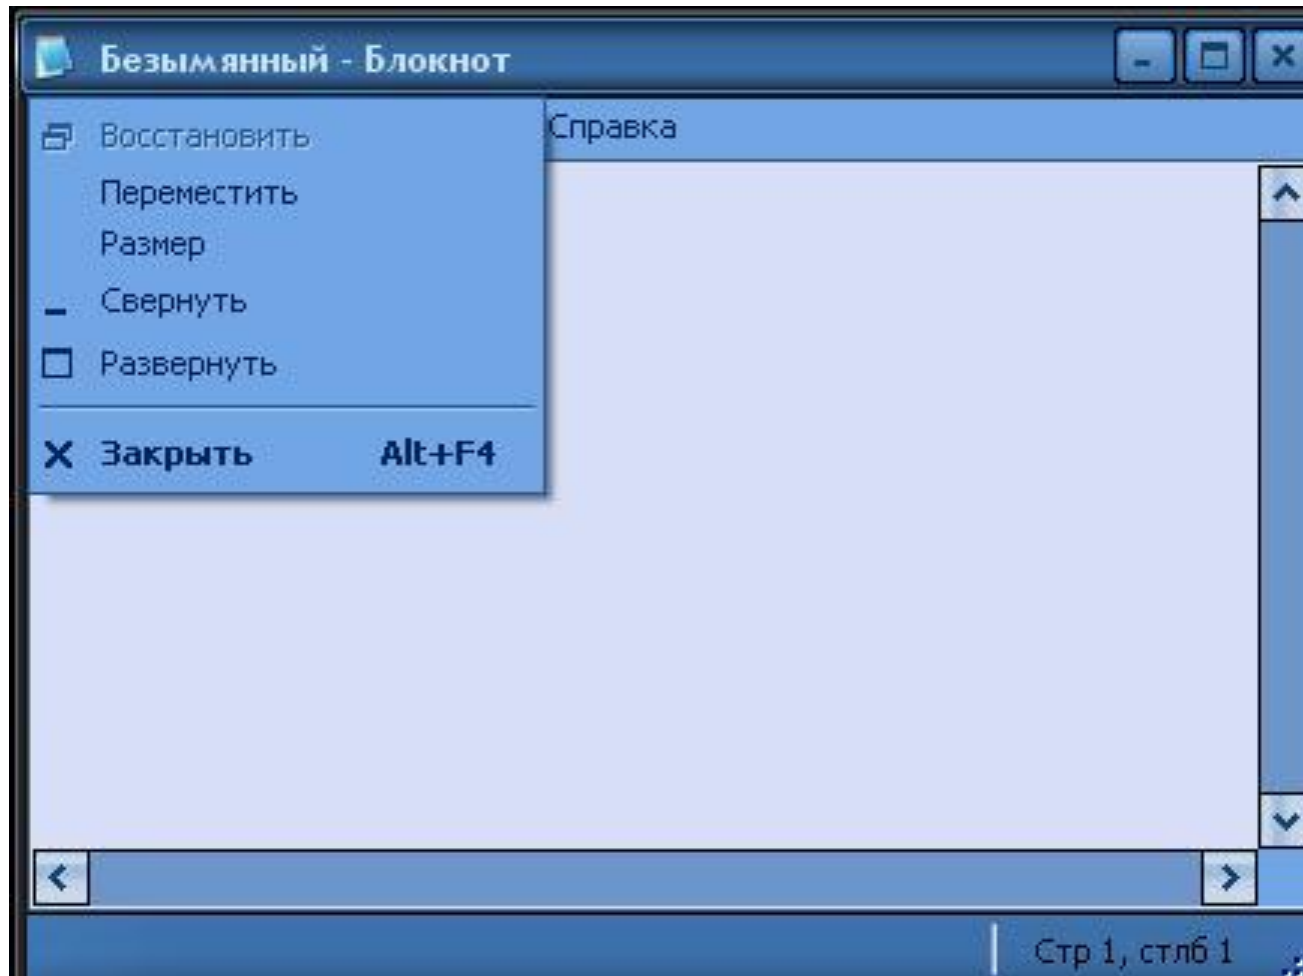 Безымянный - Блокнот
Справка
Восстановить
Переместить
Размер
Свернуть
Развернуть
Закрыть Alt+F4
Стр 1, стлб 1